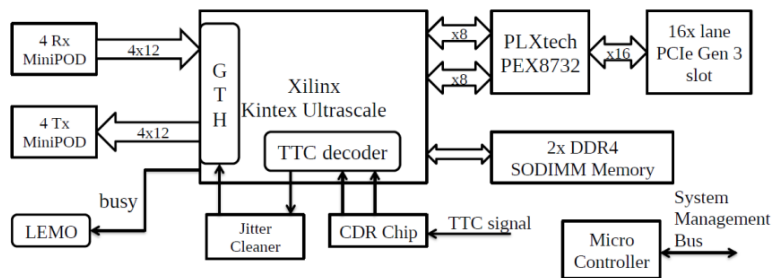 4 Rx
MiniPOD
4x12
G
T
H
Xilinx
Kintex Ultrascale
x8
x8
PLXtech
PEX8732
x16
16x lane
PCIe Gen 3
slot
4 Tx
MiniPOD
4x12
TTC decoder
2x DDR4
SODIMM Memory
busy
LEMO
Jitter
Cleaner
CDR Chip
TTC signal
Micro
Controller
System
Management
Bus